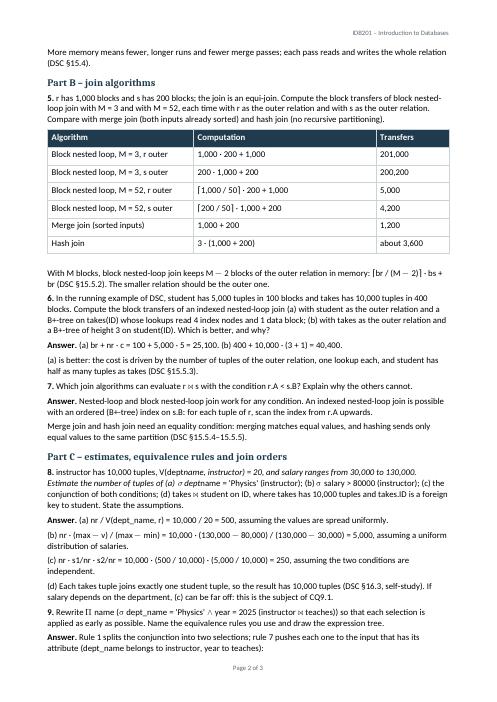 IDB201 – Introduction to Databases
More memory means fewer, longer runs and fewer merge passes; each pass reads and writes the whole relation
(DSC §15.4).
Part B – join algorithms
5. r has 1,000 blocks and s has 200 blocks; the join is an equi-join. Compute the block transfers of block nested-
loop join with M = 3 and with M = 52, each time with r as the outer relation and with s as the outer relation.
Compare with merge join (both inputs already sorted) and hash join (no recursive partitioning).
Algorithm Computation Transfers
Block nested loop, M = 3, r outer 1,000 · 200 + 1,000 201,000
Block nested loop, M = 3, s outer 200 · 1,000 + 200 200,200
Block nested loop, M = 52, r outer ⌈1,000 / 50⌉ · 200 + 1,000 5,000
Block nested loop, M = 52, s outer ⌈200 / 50⌉ · 1,000 + 200 4,200
Merge join (sorted inputs) 1,000 + 200 1,200
Hash join 3 · (1,000 + 200) about 3,600
With M blocks, block nested-loop join keeps M − 2 blocks of the outer relation in memory: ⌈br / (M − 2)⌉ · bs +
br (DSC §15.5.2). The smaller relation should be the outer one.
6. In the running example of DSC, student has 5,000 tuples in 100 blocks and takes has 10,000 tuples in 400
blocks. Compute the block transfers of an indexed nested-loop join (a) with student as the outer relation and a
B+-tree on takes(ID) whose lookups read 4 index nodes and 1 data block; (b) with takes as the outer relation and
a B+-tree of height 3 on student(ID). Which is better, and why?
Answer. (a) br + nr · c = 100 + 5,000 · 5 = 25,100. (b) 400 + 10,000 · (3 + 1) = 40,400.
(a) is better: the cost is driven by the number of tuples of the outer relation, one lookup each, and student has
half as many tuples as takes (DSC §15.5.3).
7. Which join algorithms can evaluate r ⋈ s with the condition r.A < s.B? Explain why the others cannot.
Answer. Nested-loop and block nested-loop join work for any condition. An indexed nested-loop join is possible
with an ordered (B+-tree) index on s.B: for each tuple of r, scan the index from r.A upwards.
Merge join and hash join need an equality condition: merging matches equal values, and hashing sends only
equal values to the same partition (DSC §15.5.4–15.5.5).
Part C – estimates, equivalence rules and join orders
8. instructor has 10,000 tuples, V(deptname, instructor) = 20, and salary ranges from 30,000 to 130,000.
Estimate the number of tuples of (a) σ deptname = 'Physics' (instructor); (b) σ salary > 80000 (instructor); (c) the
conjunction of both conditions; (d) takes ⋈ student on ID, where takes has 10,000 tuples and takes.ID is a foreign
key to student. State the assumptions.
Answer. (a) nr / V(dept_name, r) = 10,000 / 20 = 500, assuming the values are spread uniformly.
(b) nr · (max − v) / (max − min) = 10,000 · (130,000 − 80,000) / (130,000 − 30,000) = 5,000, assuming a uniform
distribution of salaries.
(c) nr · s1/nr · s2/nr = 10,000 · (500 / 10,000) · (5,000 / 10,000) = 250, assuming the two conditions are
independent.
(d) Each takes tuple joins exactly one student tuple, so the result has 10,000 tuples (DSC §16.3, self-study). If
salary depends on the department, (c) can be far off: this is the subject of CQ9.1.
9. Rewrite Π name (σ dept_name = 'Physics' ∧ year = 2025 (instructor ⋈ teaches)) so that each selection is
applied as early as possible. Name the equivalence rules you use and draw the expression tree.
Answer. Rule 1 splits the conjunction into two selections; rule 7 pushes each one to the input that has its
attribute (dept_name belongs to instructor, year to teaches):
Page 2 of 3